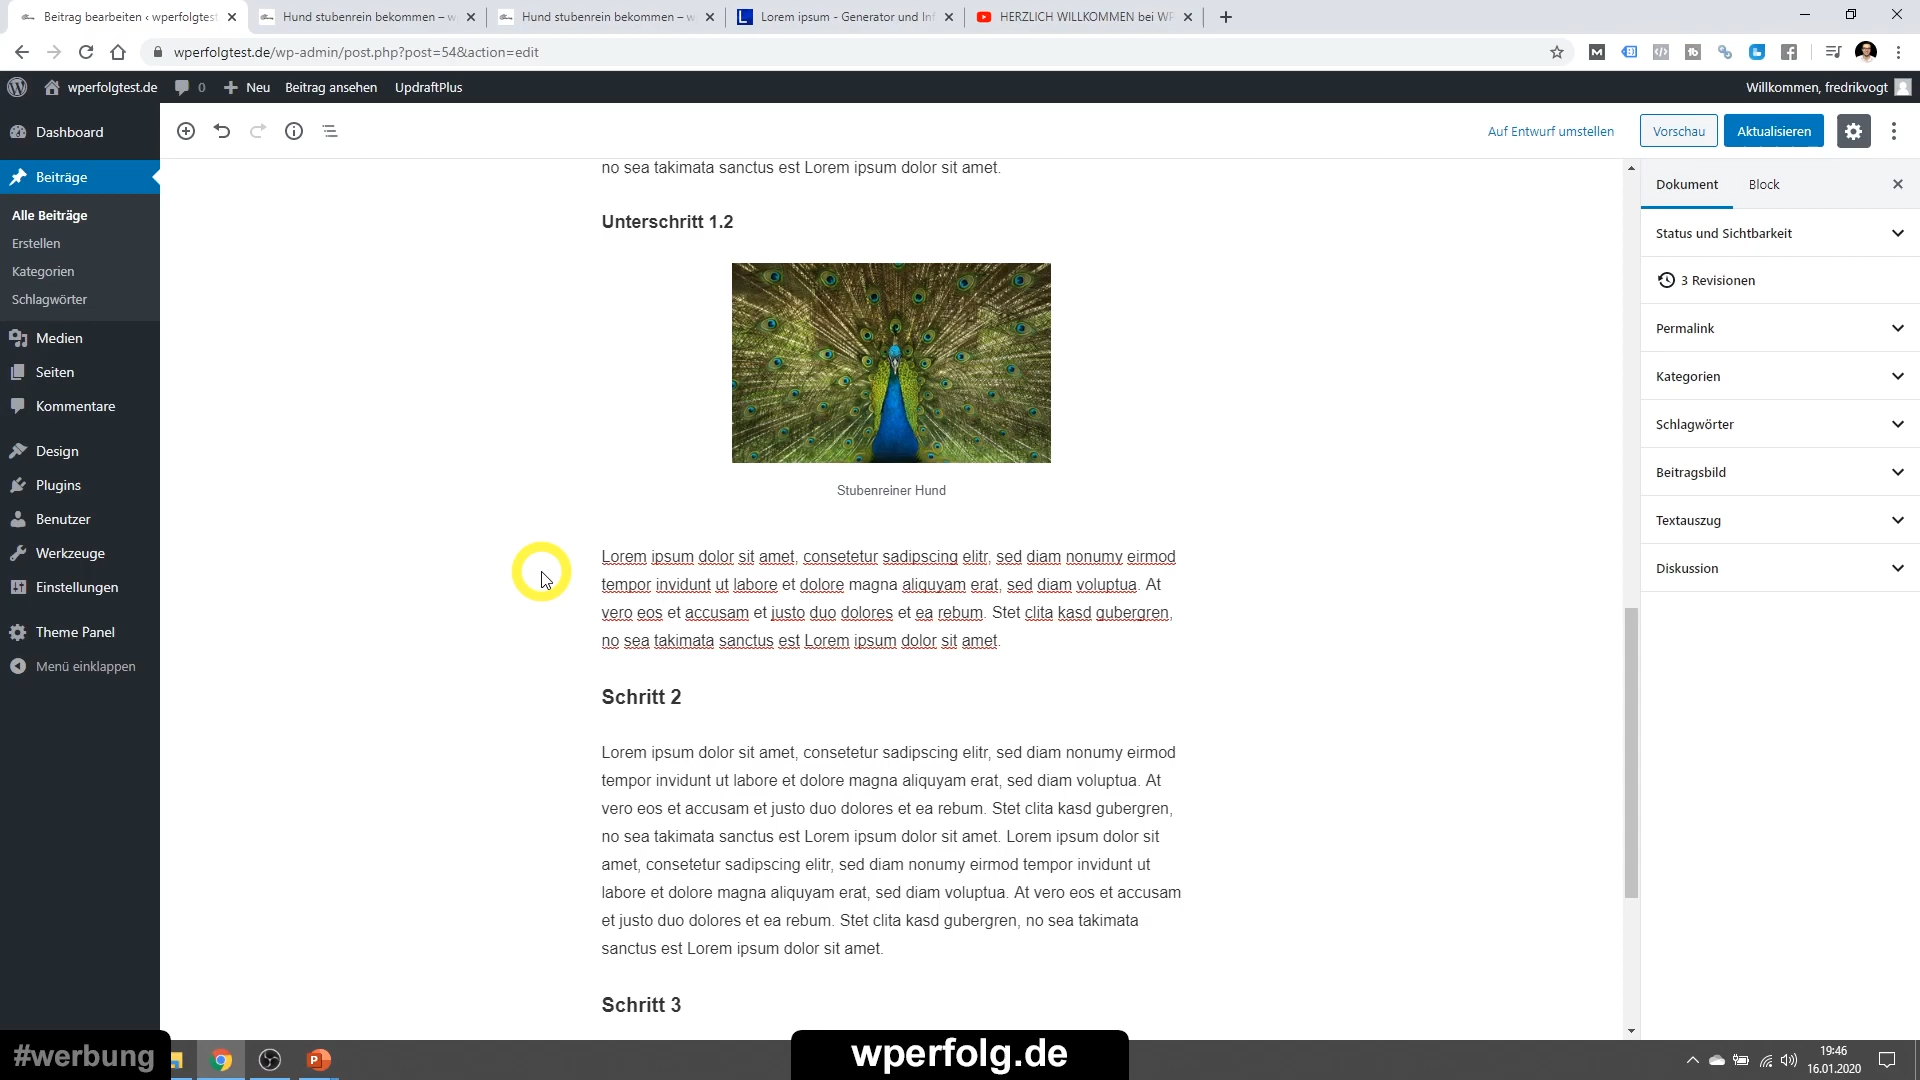 Beitrag bearbeiten ‹ wperfolgtest
Hund stubenrein bekommen – w
Hund stubenrein bekommen – w
Lorem ipsum - Generator und Inf
HERZLICH WILLKOMMEN bei WP
wperfolgtest.de/wp-admin/post.php?post=54&action=edit
wperfolgtest.de
0
Neu
Beitrag ansehen
UpdraftPlus
Willkommen, fredrikvogt
Dashboard
Beiträge
Alle Beiträge
Erstellen
Kategorien
Schlagwörter
Medien
Seiten
Kommentare
Design
Plugins
Benutzer
Werkzeuge
Einstellungen
Theme Panel
Menü einklappen
Auf Entwurf umstellen
Vorschau
Aktualisieren
no sea takimata sanctus est Lorem ipsum dolor sit amet.
Unterschritt 1.2
Stubenreiner Hund
Lorem ipsum dolor sit amet, consetetur sadipscing elitr, sed diam nonumy eirmod
tempor invidunt ut labore et dolore magna aliquyam erat, sed diam voluptua. At
vero eos et accusam et justo duo dolores et ea rebum. Stet clita kasd gubergren,
no sea takimata sanctus est Lorem ipsum dolor sit amet.
Schritt 2
Lorem ipsum dolor sit amet, consetetur sadipscing elitr, sed diam nonumy eirmod
tempor invidunt ut labore et dolore magna aliquyam erat, sed diam voluptua. At
vero eos et accusam et justo duo dolores et ea rebum. Stet clita kasd gubergren,
no sea takimata sanctus est Lorem ipsum dolor sit amet. Lorem ipsum dolor sit
amet, consetetur sadipscing elitr, sed diam nonumy eirmod tempor invidunt ut
labore et dolore magna aliquyam erat, sed diam voluptua. At vero eos et accusam
et justo duo dolores et ea rebum. Stet clita kasd gubergren, no sea takimata
sanctus est Lorem ipsum dolor sit amet.
Schritt 3
Dokument
Block
Status und Sichtbarkeit
3 Revisionen
Permalink
Kategorien
Schlagwörter
Beitragsbild
Textauszug
Diskussion
#werbung
wperfolg.de
19:46
16.01.2020